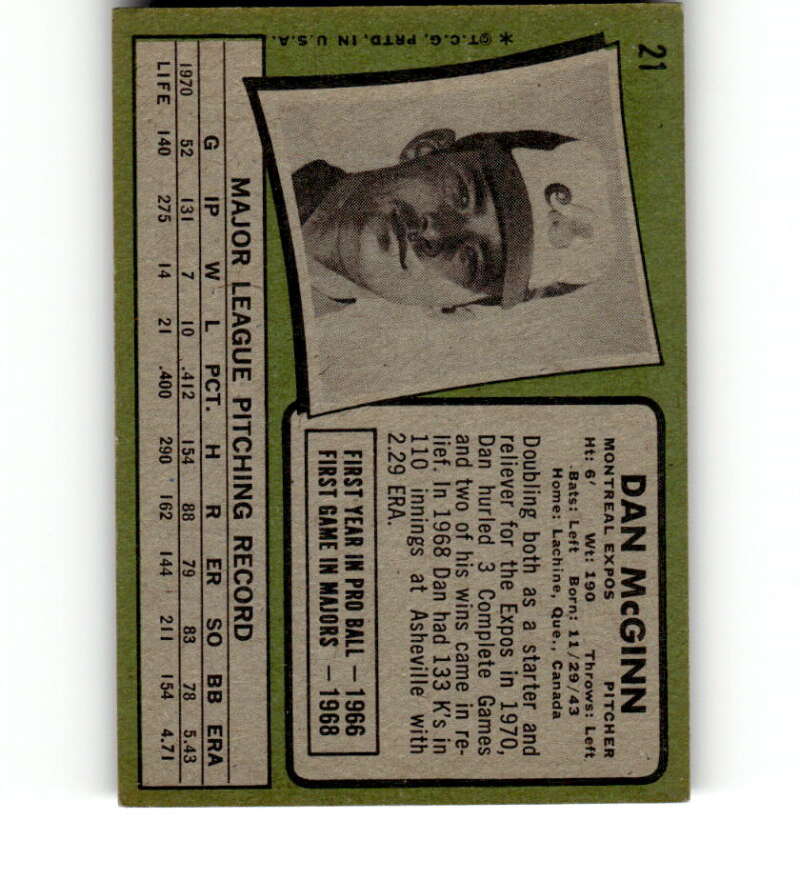 21
DAN McGINN
MONTREAL EXPOS PITCHER
Ht: 6' Wt: 190 Throws: Left
Bats: Left Born: 11/29/43
Home: Lachine, Que., Canada
Doubling both as a starter and
reliever for the Expos in 1970,
Dan hurled 3 Complete Games
and two of his wins came in re-
lief. In 1968 Dan had 133 K's in
110 innings at Asheville with
2.29 ERA.
FIRST YEAR IN PRO BALL — 1966
FIRST GAME IN MAJORS — 1968
MAJOR LEAGUE PITCHING RECORD
G IP W L PCT. H R ER SO BB ERA
1970 52 131 7 10 .412 154 88 79 83 78 5.43
LIFE 140 275 14 21 .400 290 162 144 211 154 4.71
* ©T.C.G. PRTD. IN U.S.A.